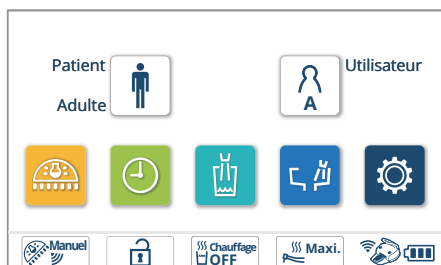 Patient
Adulte
Utilisateur
A
Manuel
Chauffage
OFF
Maxi.